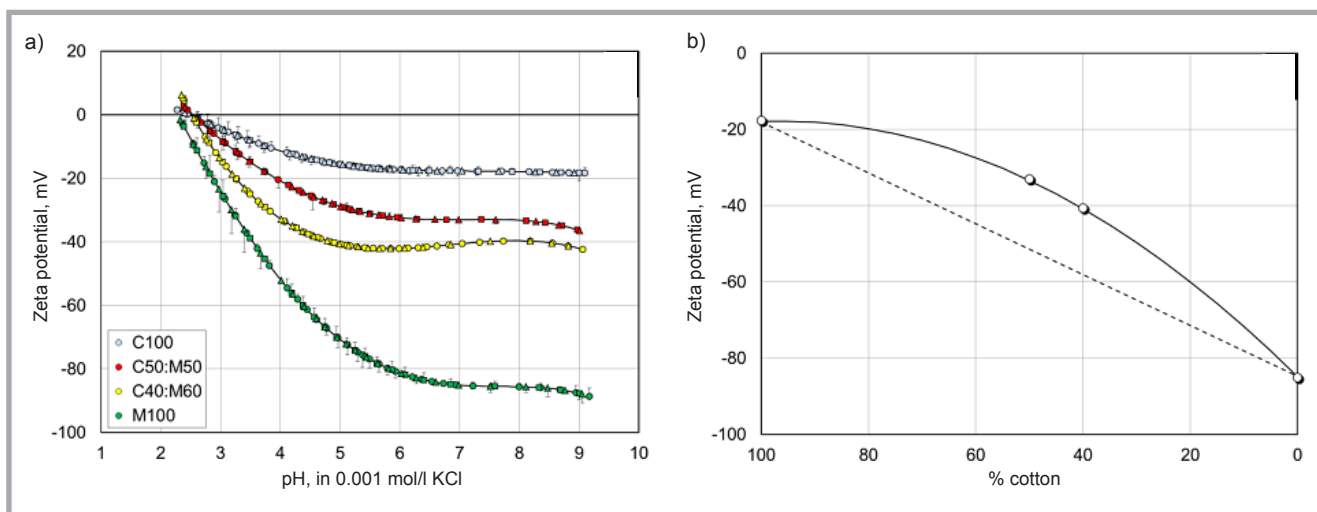 a)
Zeta potential, mV
20
0
-20
-40
-60
-80
-100
C100
C50:M50
C40:M60
M100
1 2 3 4 5 6 7 8 9 10
pH, in 0.001 mol/l KCl
b)
Zeta potential, mV
0
-20
-40
-60
-80
-100
100 80 60 40 20 0
% cotton